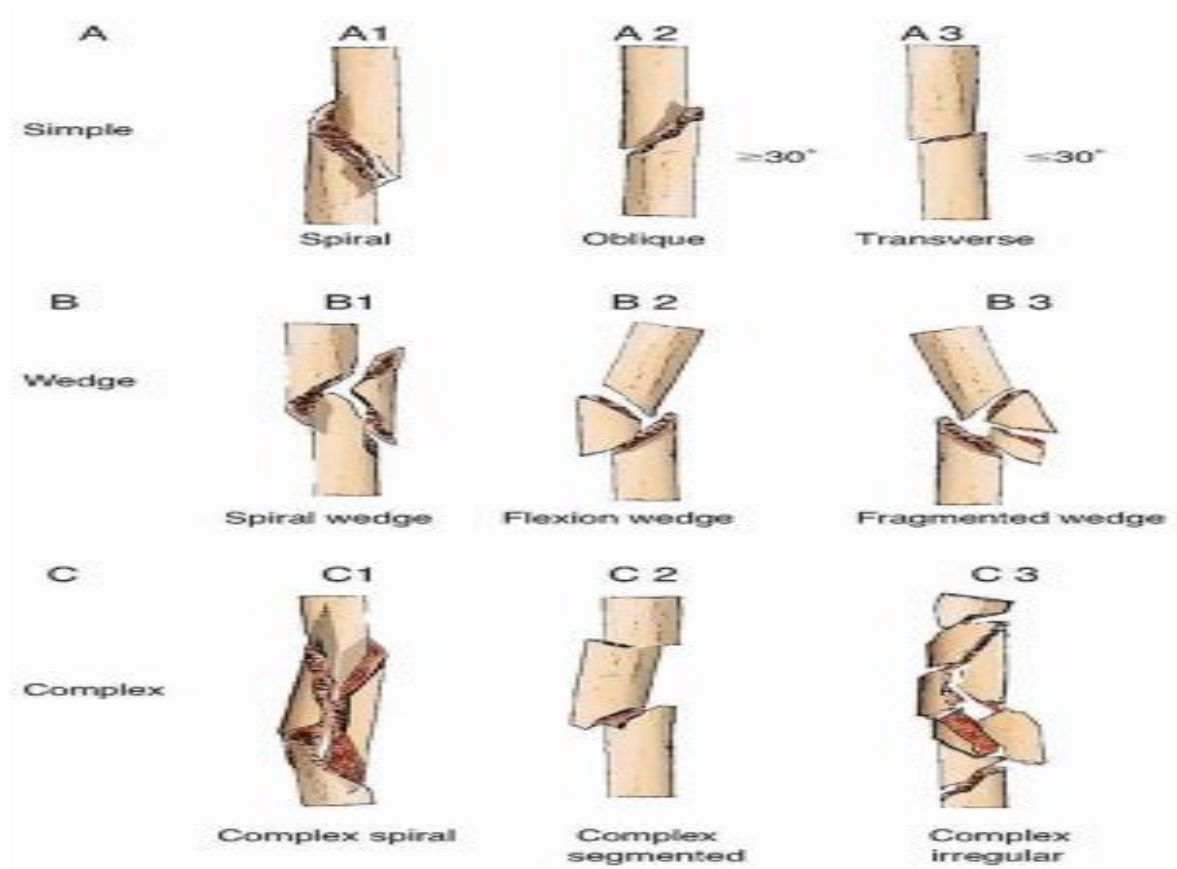 A A1 A 2 A 3
Simple
≥30° ≤30°
Spiral Oblique Transverse
B B1 B 2 B 3
Wedge
Spiral wedge Flexion wedge Fragmented wedge
C C1 C 2 C 3
Complex
Complex spiral Complex Complex
segmented irregular